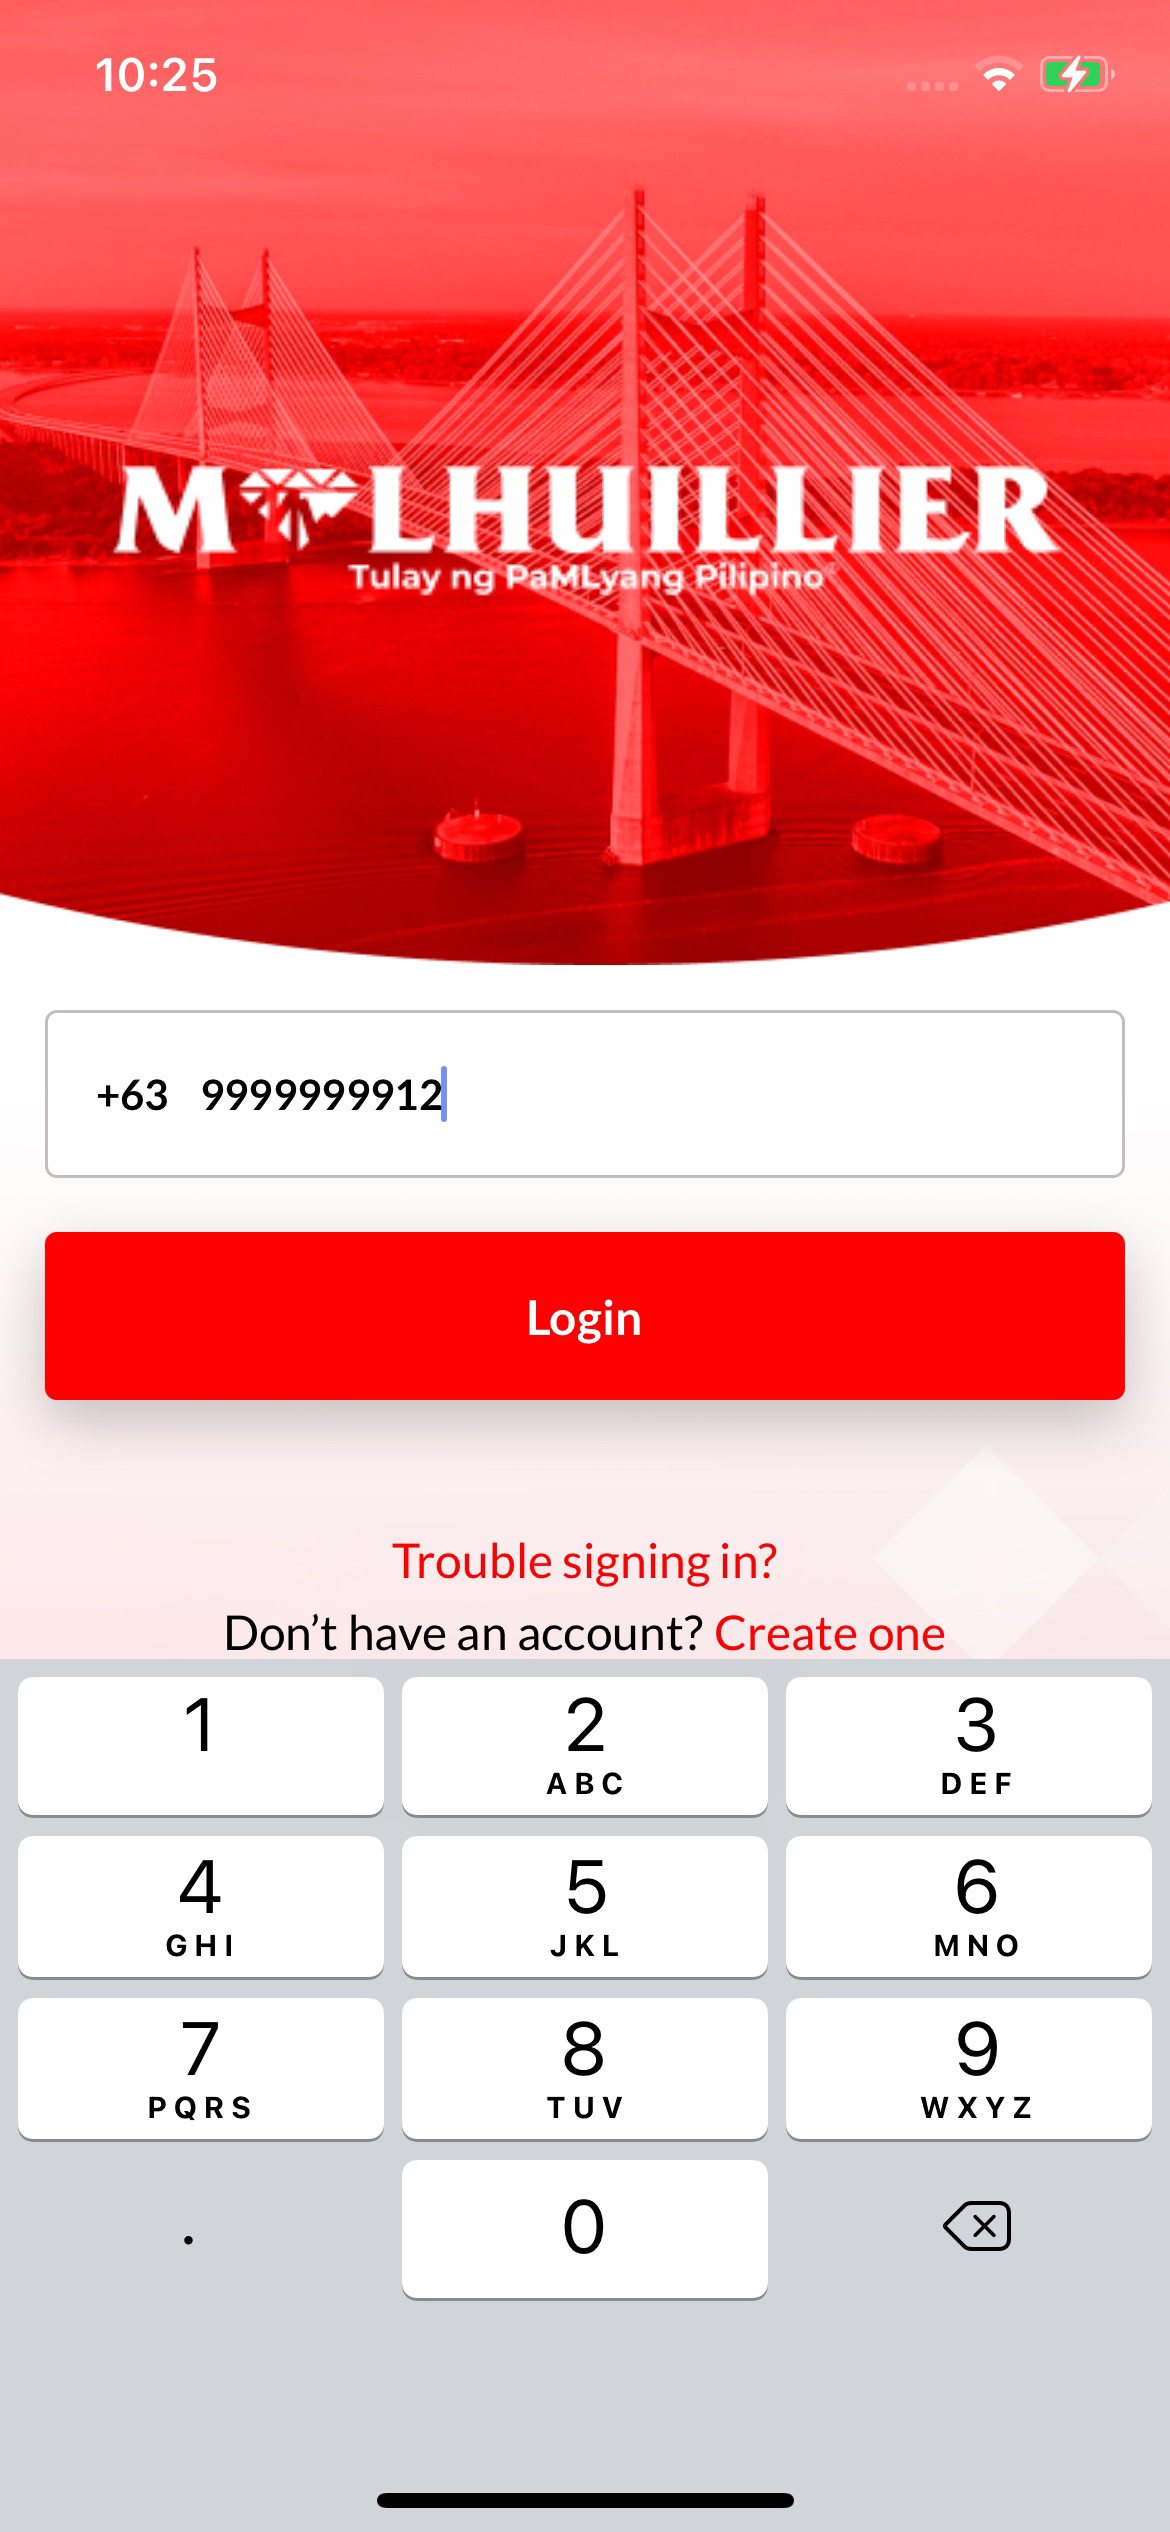 10:25
M LHUILLIER
Tulay ng PaMLyang Pilipino
+63 9999999912
Login
Trouble signing in?
Don’t have an account? Create one
1
2
ABC
3
DEF
4
GHI
5
JKL
6
MNO
7
PQRS
8
TUV
9
WXYZ
.
0